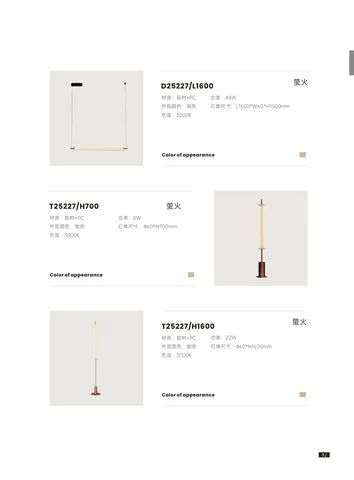 D25227/L1600 萤火
材质：铝材+PC 功率：48W
外观颜色：咖色 灯体尺寸：L1600*W60*H1500mm
色温：3000K
Color of appearance
T25227/H700 萤火
材质：铝材+PC 功率：8W
外观颜色：咖色 灯体尺寸：Φ60*H700mm
色温：3000K
Color of appearance
T25227/H1600 萤火
材质：铝材+PC 功率：22W
外观颜色：咖色 灯体尺寸：Φ60*H1600mm
色温：3000K
Color of appearance
82